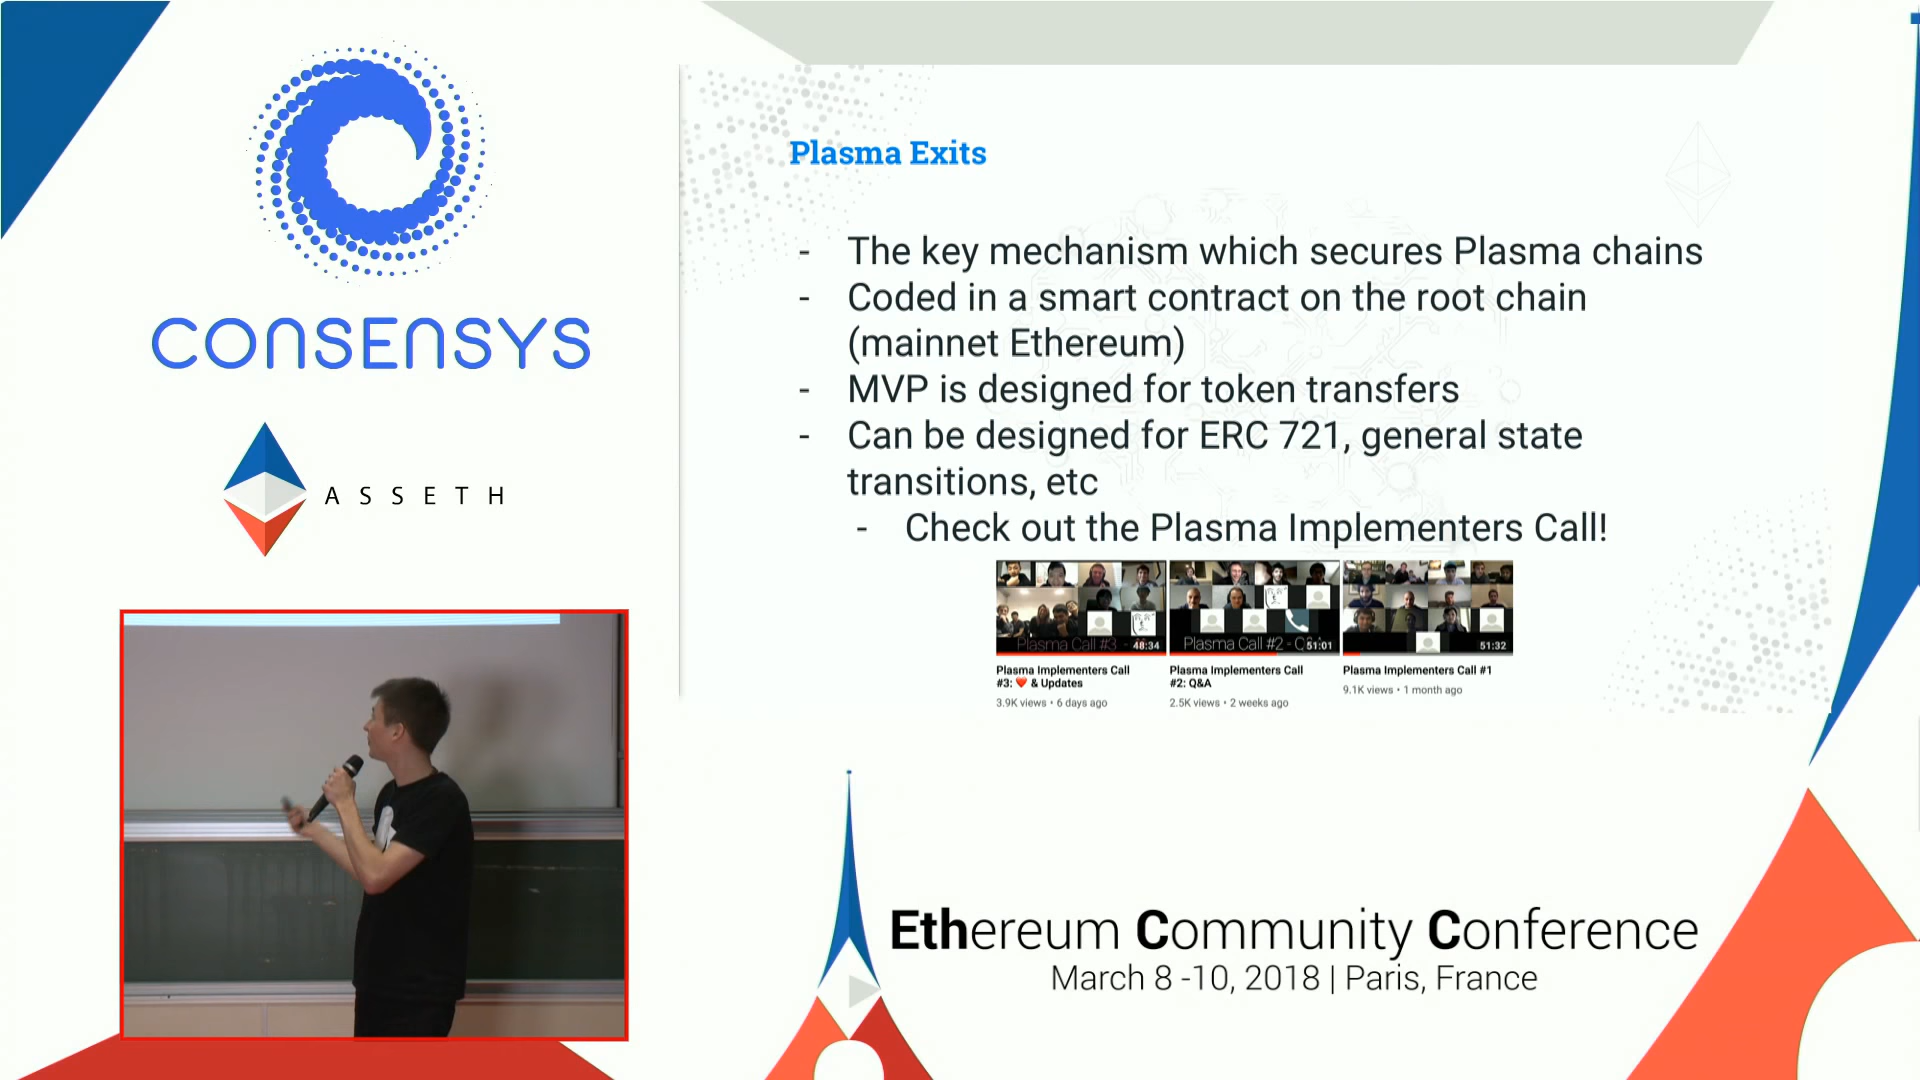 CONSENSYS
ASSETH
Plasma Exits
- The key mechanism which secures Plasma chains
- Coded in a smart contract on the root chain
(mainnet Ethereum)
- MVP is designed for token transfers
- Can be designed for ERC 721, general state
transitions, etc
- Check out the Plasma Implementers Call!
Plasma Call #3 - 48:34
Plasma Call #2 - Q&A 51:01
51:32
Plasma Implementers Call
#3: ❤️ & Updates
3.9K views • 6 days ago
Plasma Implementers Call
#2: Q&A
2.5K views • 2 weeks ago
Plasma Implementers Call #1
9.1K views • 1 month ago
Ethereum Community Conference
March 8 -10, 2018 | Paris, France